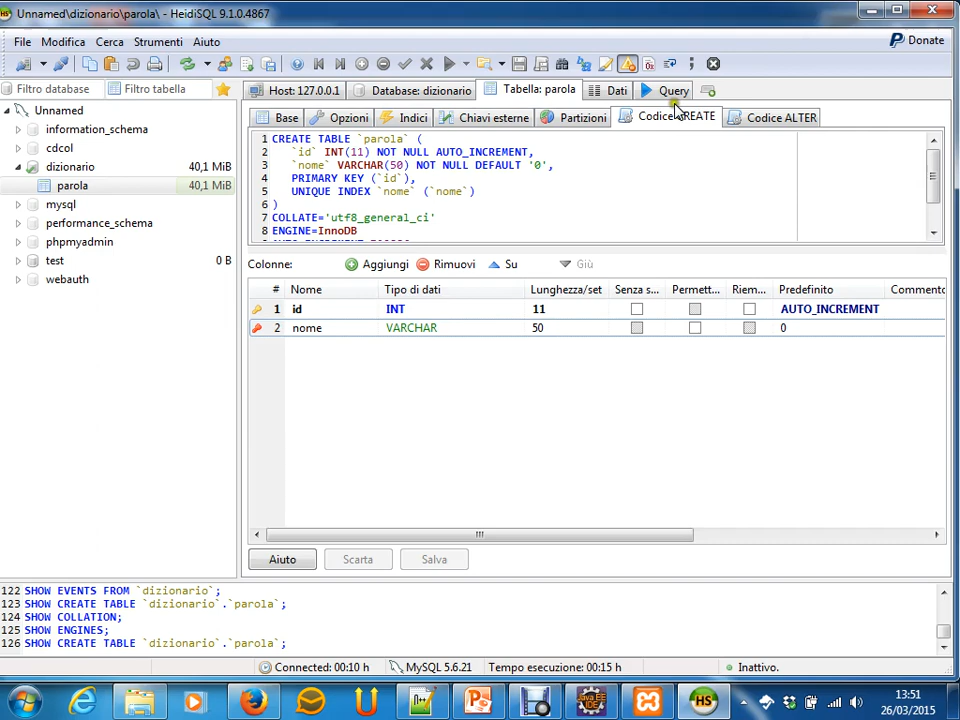 Unnamed\dizionario\parola\ - HeidiSQL 9.1.0.4867
File Modifica Cerca Strumenti Aiuto
Donate
Filtro database Filtro tabella
Host: 127.0.0.1 Database: dizionario Tabella: parola Dati Query
Unnamed
information_schema
cdcol
dizionario 40,1 MiB
parola 40,1 MiB
mysql
performance_schema
phpmyadmin
test 0 B
webauth
Base Opzioni Indici Chiavi esterne Partizioni Codice CREATE Codice ALTER
1 CREATE TABLE `parola` (
2 `id` INT(11) NOT NULL AUTO_INCREMENT,
3 `nome` VARCHAR(50) NOT NULL DEFAULT '0',
4 PRIMARY KEY (`id`),
5 UNIQUE INDEX `nome` (`nome`)
6 )
7 COLLATE='utf8_general_ci'
8 ENGINE=InnoDB
Colonne: Aggiungi Rimuovi Su Giù
# Nome Tipo di dati Lunghezza/set Senza s... Permett... Riem... Predefinito Commento
1 id INT 11 AUTO_INCREMENT
2 nome VARCHAR 50 0
Aiuto Scarta Salva
122 SHOW EVENTS FROM `dizionario`;
123 SHOW CREATE TABLE `dizionario`.`parola`;
124 SHOW COLLATION;
125 SHOW ENGINES;
126 SHOW CREATE TABLE `dizionario`.`parola`;
Connected: 00:10 h MySQL 5.6.21 Tempo esecuzione: 00:15 h Inattivo.
13:51
26/03/2015